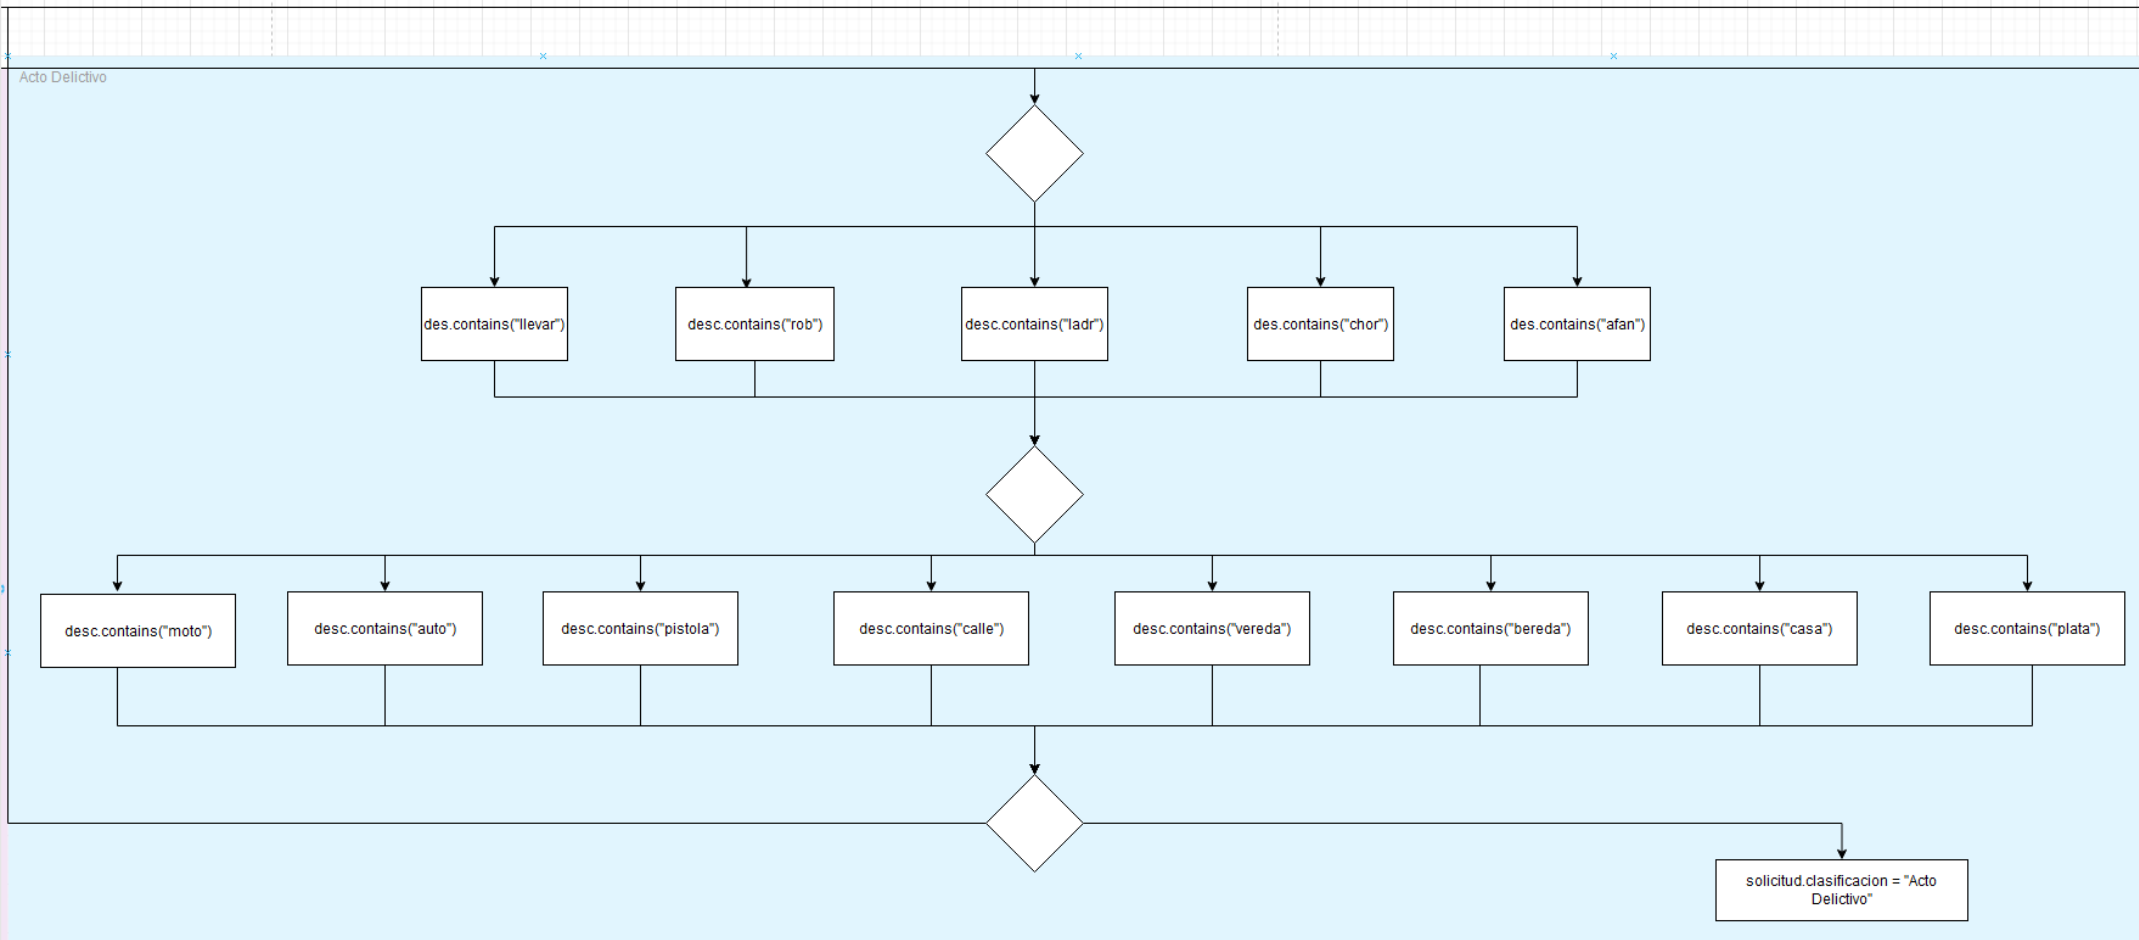 Acto Delictivo
des.contains("llevar")
desc.contains("rob")
desc.contains("ladr")
des.contains("chor")
des.contains("afan")
desc.contains("moto")
desc.contains("auto")
desc.contains("pistola")
desc.contains("calle")
desc.contains("vereda")
desc.contains("bereda")
desc.contains("casa")
desc.contains("plata")
solicitud.clasificacion = "Acto
Delictivo"